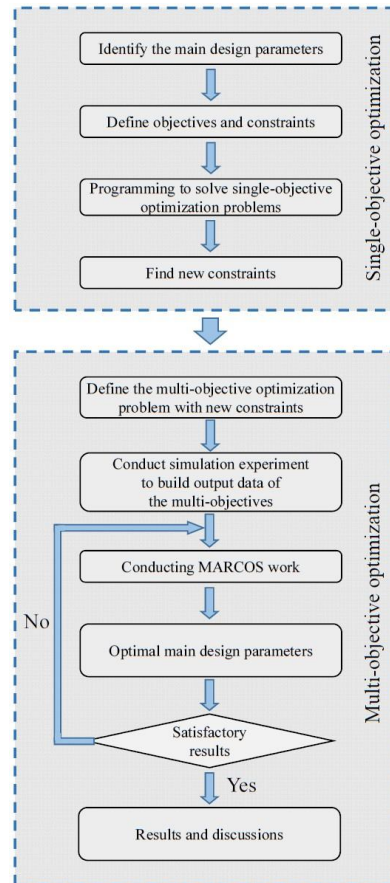 Identify the main design parameters
Define objectives and constraints
Programming to solve single-objective
optimization problems
Find new constraints
Single-objective optimization
Define the multi-objective optimization
problem with new constraints
Conduct simulation experiment
to build output data of
the multi-objectives
Conducting MARCOS work
No
Optimal main design parameters
Satisfactory
results
Yes
Results and discussions
Multi-objective optimization